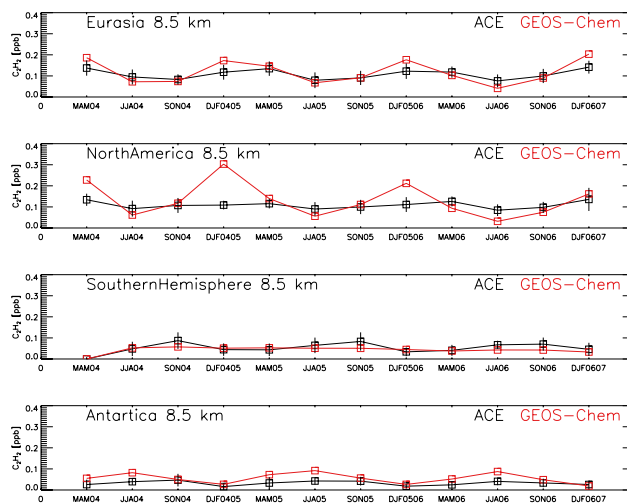 Eurasia 8.5 km ACE GEOS-Chem
C₂H₂ [ppb]
0.4
0.3
0.2
0.1
0.0
0 MAM04 JJA04 SON04 DJF0405 MAM05 JJA05 SON05 DJF0506 MAM06 JJA06 SON06 DJF0607
NorthAmerica 8.5 km ACE GEOS-Chem
C₂H₂ [ppb]
0.4
0.3
0.2
0.1
0.0
0 MAM04 JJA04 SON04 DJF0405 MAM05 JJA05 SON05 DJF0506 MAM06 JJA06 SON06 DJF0607
SouthernHemisphere 8.5 km ACE GEOS-Chem
C₂H₂ [ppb]
0.4
0.3
0.2
0.1
0.0
0 MAM04 JJA04 SON04 DJF0405 MAM05 JJA05 SON05 DJF0506 MAM06 JJA06 SON06 DJF0607
Antartica 8.5 km ACE GEOS-Chem
C₂H₂ [ppb]
0.4
0.3
0.2
0.1
0.0
0 MAM04 JJA04 SON04 DJF0405 MAM05 JJA05 SON05 DJF0506 MAM06 JJA06 SON06 DJF0607